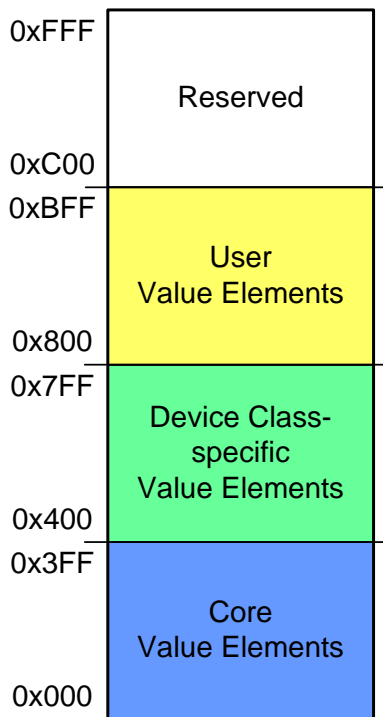 0xFFF
Reserved
0xC00
0xBFF
User
Value Elements
0x800
0x7FF
Device Class-
specific
Value Elements
0x400
0x3FF
Core
Value Elements
0x000